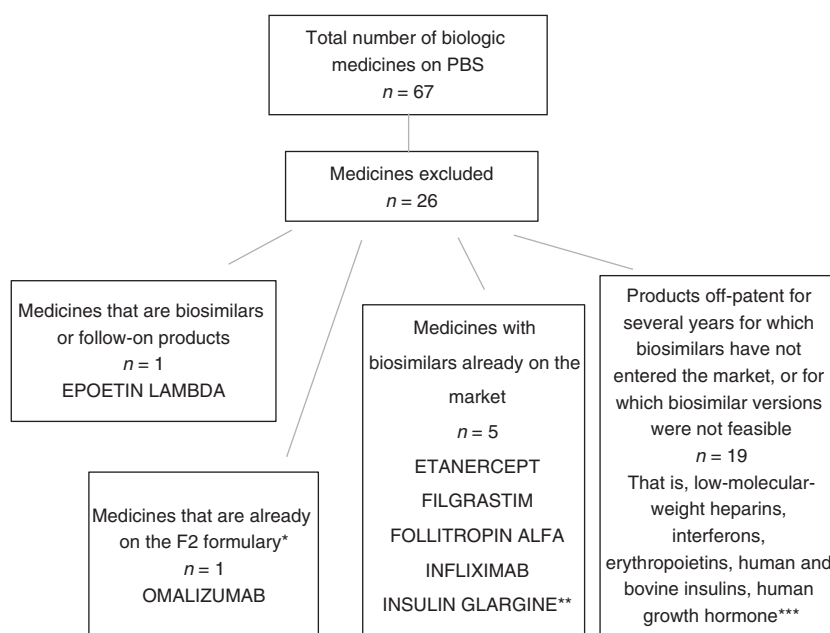 Total number of biologic
medicines on PBS
n = 67
Medicines excluded
n = 26
Medicines that are biosimilars
or follow-on products
n = 1
EPOETIN LAMBDA
Medicines that are already
on the F2 formulary*
n = 1
OMALIZUMAB
Medicines with
biosimilars already on the
market
n = 5
ETANERCEPT
FILGRASTIM
FOLLITROPIN ALFA
INFLIXIMAB
INSULIN GLARGINE**
Products off-patent for
several years for which
biosimilars have not
entered the market, or for
which biosimilar versions
were not feasible
n = 19
That is, low-molecular-
weight heparins,
interferons,
erythropoietins, human and
bovine insulins, human
growth hormone***